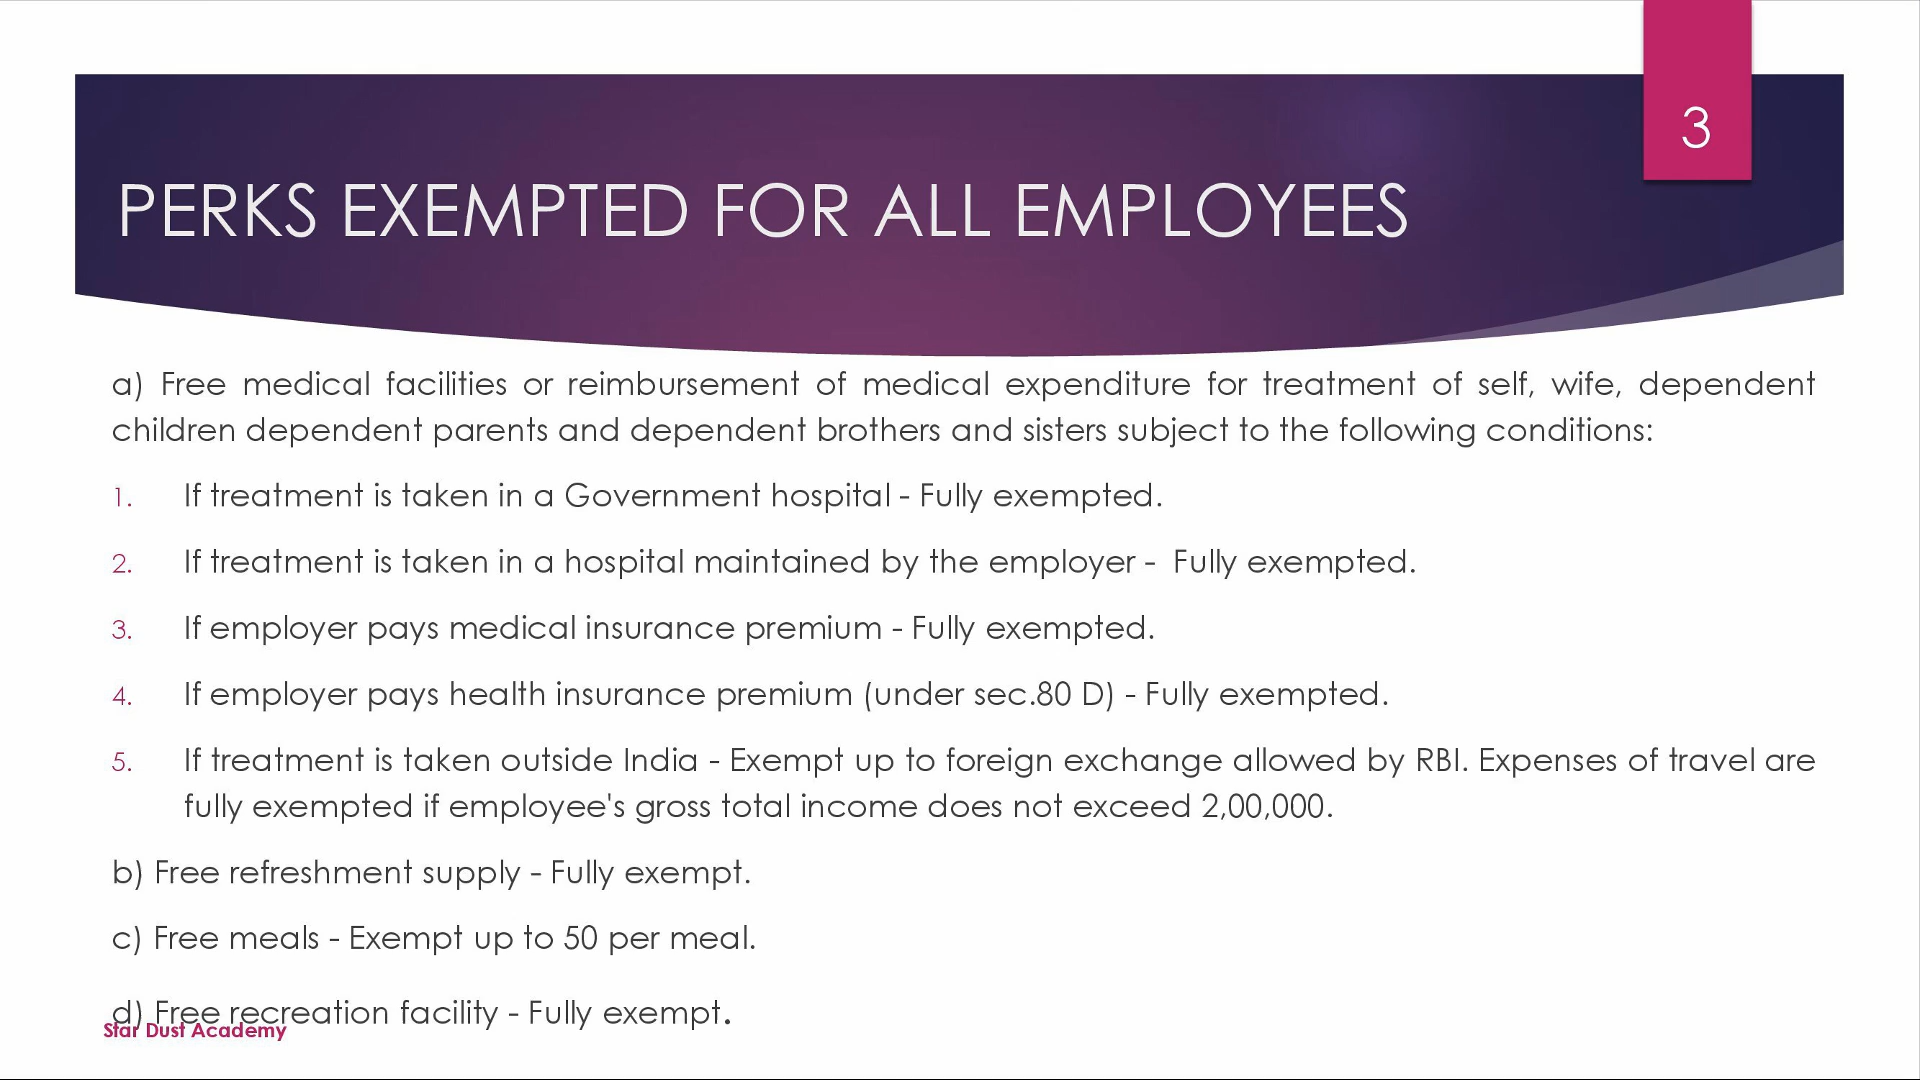 3
PERKS EXEMPTED FOR ALL EMPLOYEES
a) Free medical facilities or reimbursement of medical expenditure for treatment of self, wife, dependent
children dependent parents and dependent brothers and sisters subject to the following conditions:
1. If treatment is taken in a Government hospital - Fully exempted.
2. If treatment is taken in a hospital maintained by the employer - Fully exempted.
3. If employer pays medical insurance premium - Fully exempted.
4. If employer pays health insurance premium (under sec.80 D) - Fully exempted.
5. If treatment is taken outside India - Exempt up to foreign exchange allowed by RBI. Expenses of travel are
fully exempted if employee's gross total income does not exceed 2,00,000.
b) Free refreshment supply - Fully exempt.
c) Free meals - Exempt up to 50 per meal.
d) Free recreation facility - Fully exempt.
Star Dust Academy